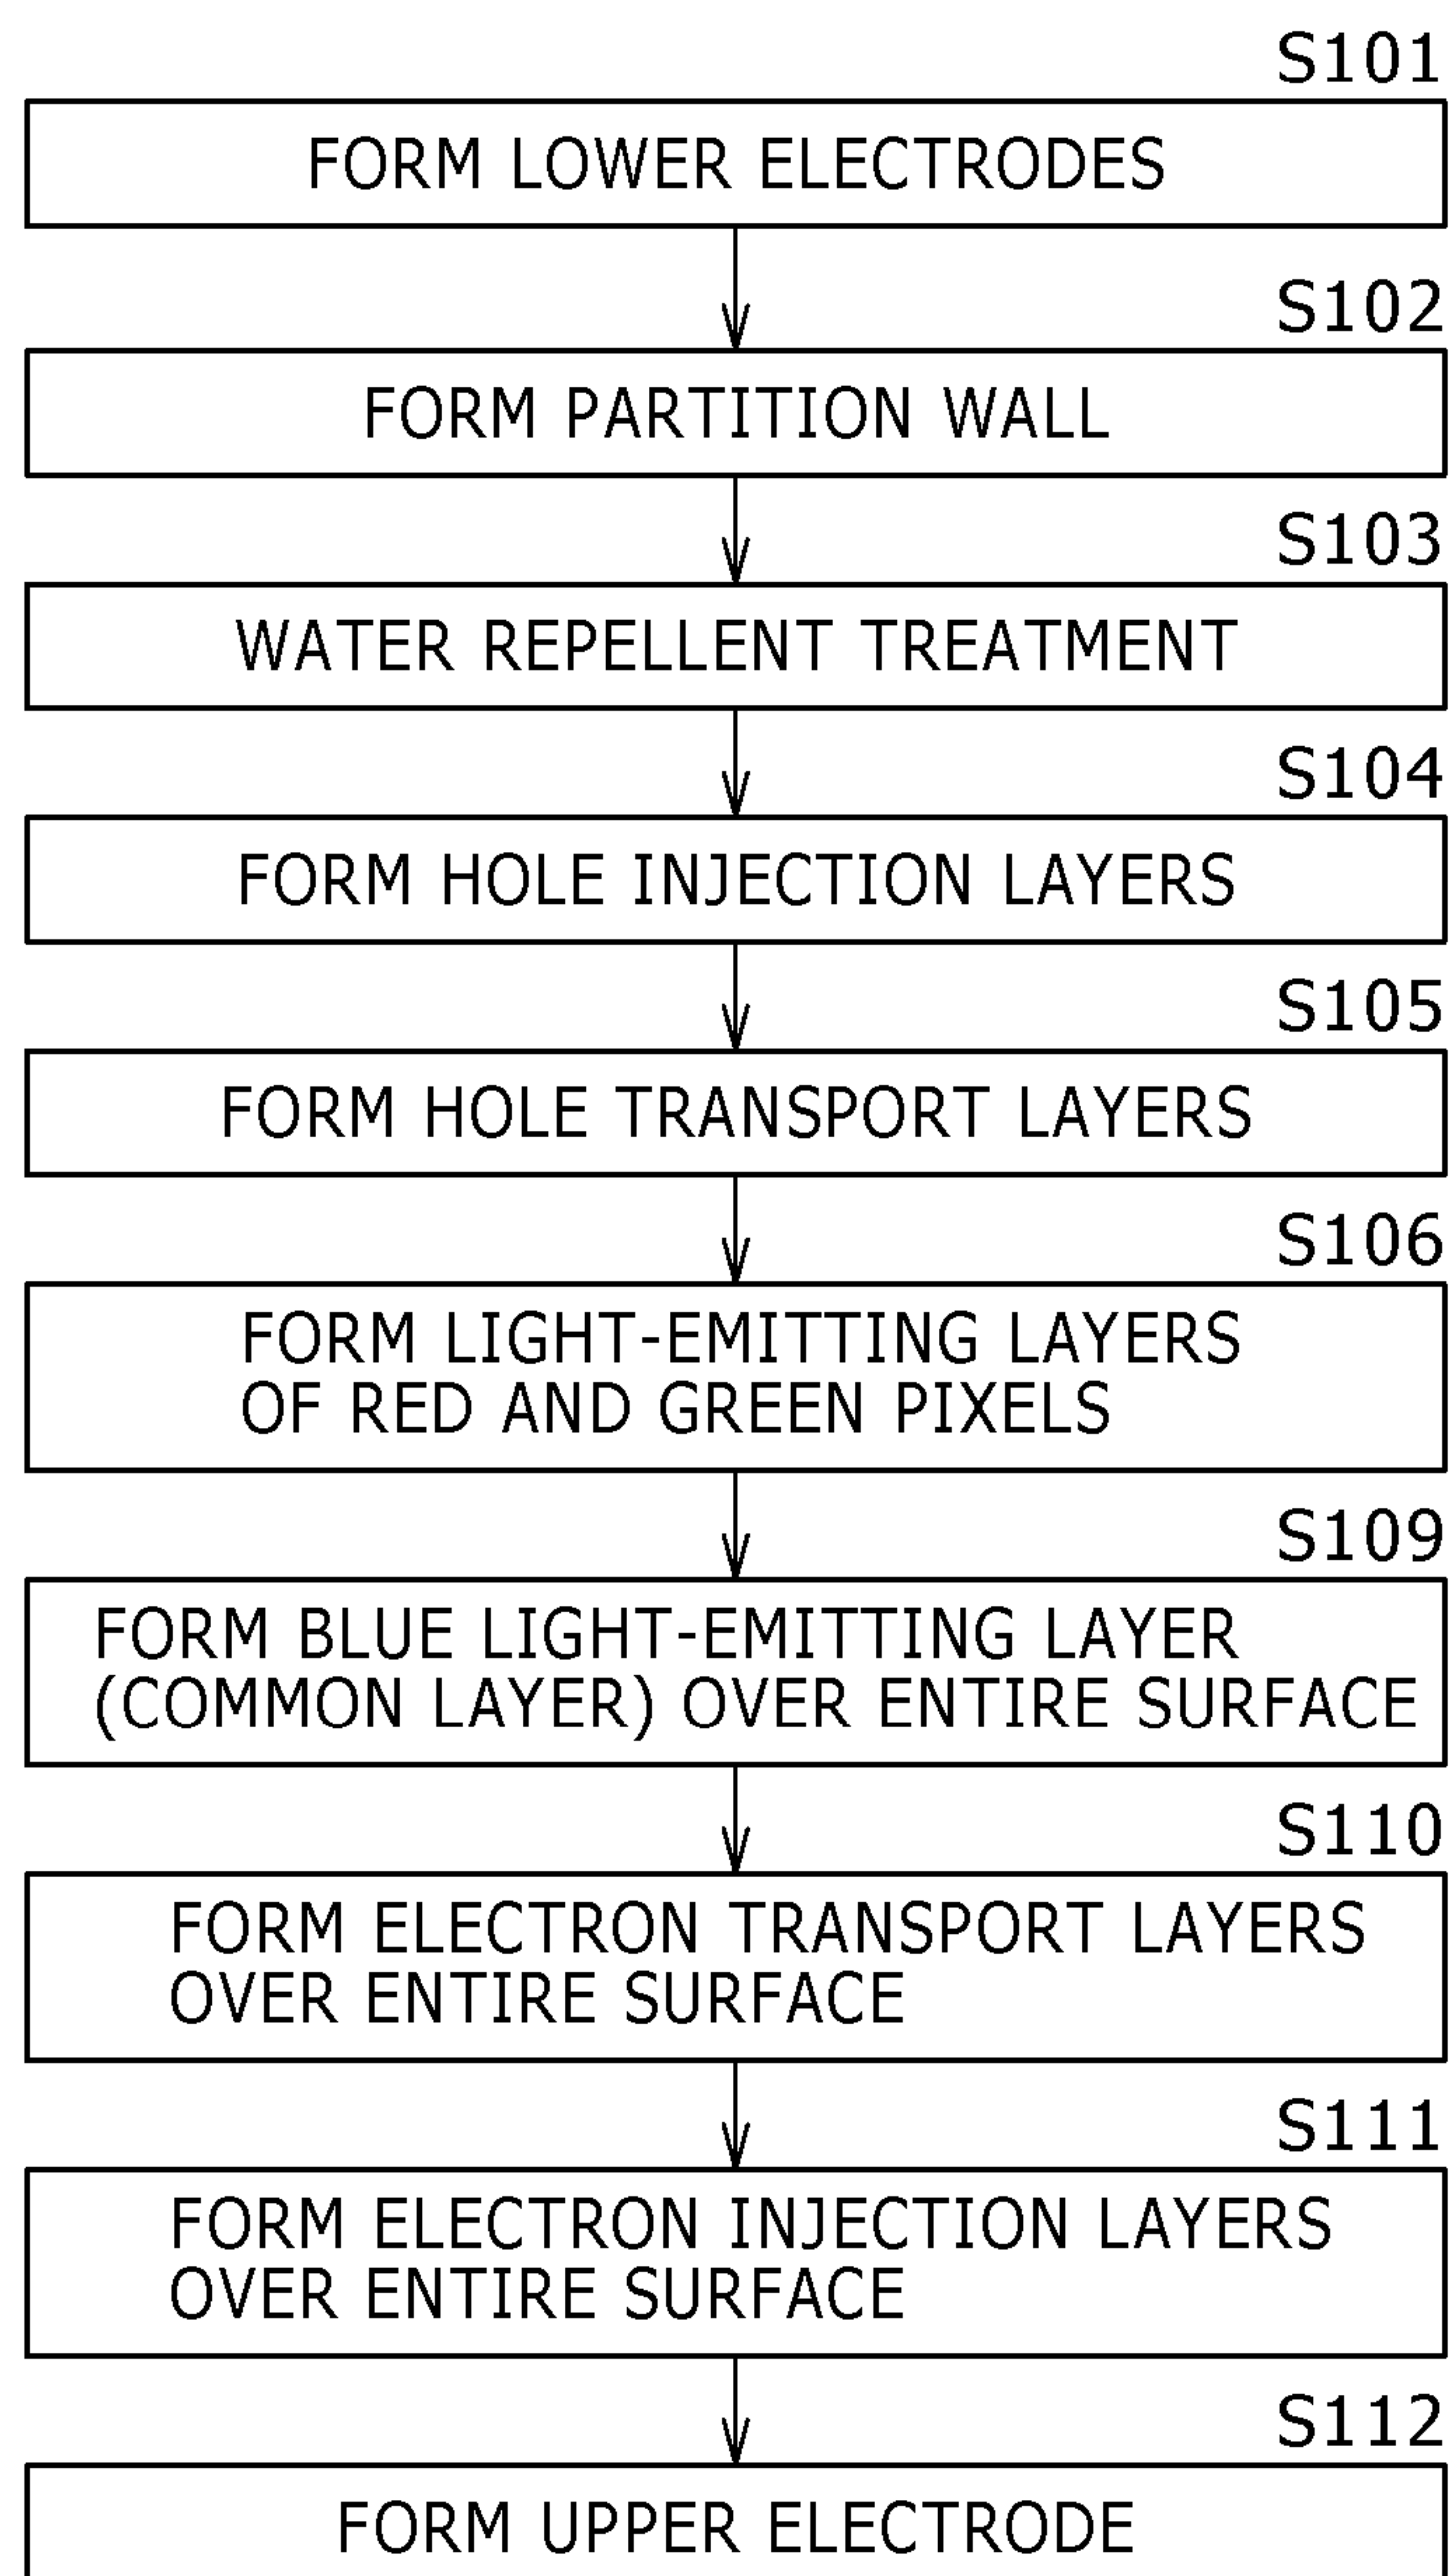 S101
FORM LOWER ELECTRODES
S102
FORM PARTITION WALL
S103
WATER REPELLENT TREATMENT
S104
FORM HOLE INJECTION LAYERS
S105
FORM HOLE TRANSPORT LAYERS
S106
FORM LIGHT-EMITTING LAYERS
OF RED AND GREEN PIXELS
S109
FORM BLUE LIGHT-EMITTING LAYER
(COMMON LAYER) OVER ENTIRE SURFACE
S110
FORM ELECTRON TRANSPORT LAYERS
OVER ENTIRE SURFACE
S111
FORM ELECTRON INJECTION LAYERS
OVER ENTIRE SURFACE
S112
FORM UPPER ELECTRODE